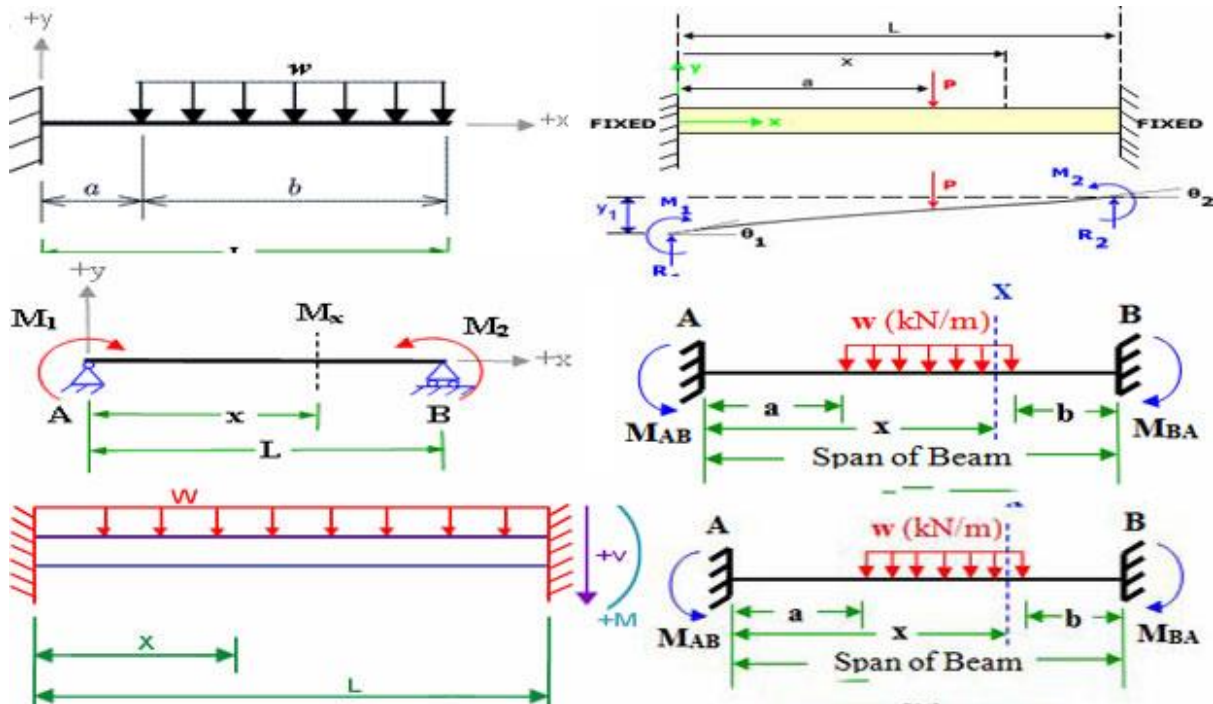 +y
w
+x
a
b
L
x
a
P
y
FIXED
x
FIXED
P
y1
M1
θ1
M2
θ2
R2
+y
M1
Mx
M2
+x
A
B
x
L
X
A
B
w (kN/m)
a
b
x
MAB
MBA
Span of Beam
W
+v
+M
x
L
A
B
w (kN/m)
a
b
x
MAB
MBA
Span of Beam